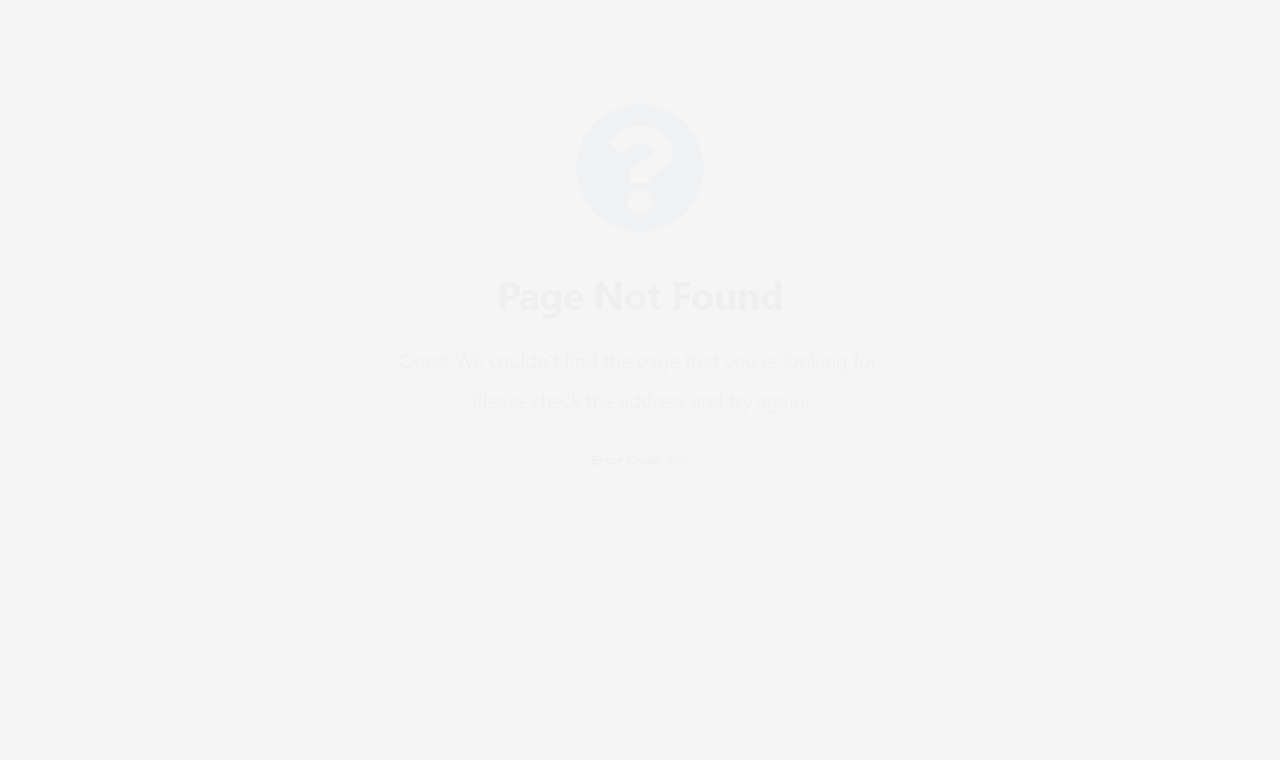 Page Not Found
Oops! We couldn't find the page that you're looking for.
Please check the address and try again.
Error Code: 404